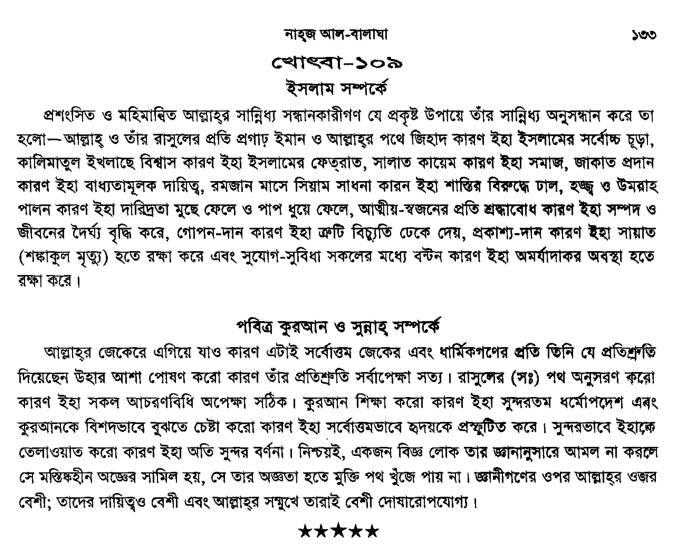 নাহ্‌জ আল-বালাঘা ১৩৩
খোৎবা-১০৯
ইসলাম সম্পর্কে
প্রশংসিত ও মহিমান্বিত আল্লাহ্‌র সান্নিধ্য সন্ধানকারীগণ যে প্রকৃষ্ট উপায়ে তাঁর সান্নিধ্য অনুসন্ধান করে তা
হলো—আল্লাহ্ ও তাঁর রাসুলের প্রতি প্রগাঢ় ইমান ও আল্লাহ্‌র পথে জিহাদ কারণ ইহা ইসলামের সর্বোচ্চ চূড়া,
কালিমাতুল ইখলাছে বিশ্বাস কারণ ইহা ইসলামের ফেত্‌রাত, সালাত কায়েম কারণ ইহা সমাজ, জাকাত প্রদান
কারণ ইহা বাধ্যতামূলক দায়িত্ব, রমজান মাসে সিয়াম সাধনা কারন ইহা শাস্তির বিরুদ্ধে ঢাল, হজ্জ্ব ও উমরাহ্
পালন কারণ ইহা দারিদ্রতা মুছে ফেলে ও পাপ ধুয়ে ফেলে, আত্মীয়-স্বজনের প্রতি শ্রদ্ধাবোধ কারণ ইহা সম্পদ ও
জীবনের দৈর্ঘ্য বৃদ্ধি করে, গোপন-দান কারণ ইহা ত্রুটি বিচ্যুতি ঢেকে দেয়, প্রকাশ্য-দান কারণ ইহা সায়াত
(শঙ্কাকুল মৃত্যু) হতে রক্ষা করে এবং সুযোগ-সুবিধা সকলের মধ্যে বন্টন কারণ ইহা অমর্যাদাকর অবস্থা হতে
রক্ষা করে।
পবিত্র কুরআন ও সুন্নাহ্ সম্পর্কে
আল্লাহ্‌র জেকেরে এগিয়ে যাও কারণ এটাই সর্বোত্তম জেকের এবং ধার্মিকগণের প্রতি তিনি যে প্রতিশ্রুতি
দিয়েছেন উহার আশা পোষণ করো কারণ তাঁর প্রতিশ্রুতি সর্বাপেক্ষা সত্য। রাসুলের (সঃ) পথ অনুসরণ করো
কারণ ইহা সকল আচরণবিধি অপেক্ষা সঠিক। কুরআন শিক্ষা করো কারণ ইহা সুন্দরতম ধর্মোপদেশ এবং
কুরআনকে বিশদভাবে বুঝতে চেষ্টা করো কারণ ইহা সর্বোত্তমভাবে হৃদয়কে প্রস্ফুটিত করে। সুন্দরভাবে ইহাকে
তেলাওয়াত করো কারণ ইহা অতি সুন্দর বর্ণনা। নিশ্চয়ই, একজন বিজ্ঞ লোক তার জ্ঞানানুসারে আমল না করলে
সে মস্তিষ্কহীন অজ্ঞের সামিল হয়, সে তার অজ্ঞতা হতে মুক্তি পথ খুঁজে পায় না। জ্ঞানীগণের ওপর আল্লাহ্‌র ওজর
বেশী; তাদের দায়িত্বও বেশী এবং আল্লাহ্‌র সম্মুখে তারাই বেশী দোষারোপযোগ্য।
★★★★★